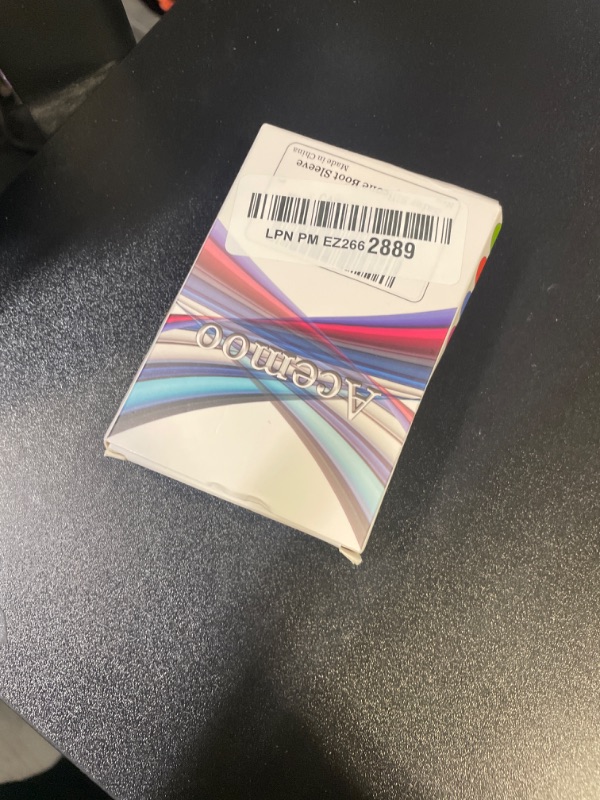 Boot Sleeve
Made in China
LPN PM EZ266 2889
Acemoo